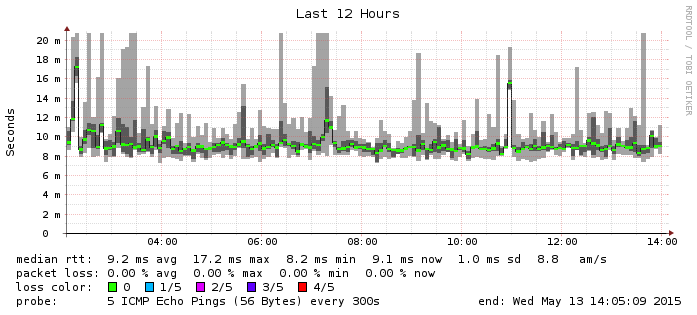 Last 12 Hours
RRDTOOL / TOBI OETIKER
Seconds
20 m
18 m
16 m
14 m
12 m
10 m
8 m
6 m
4 m
2 m
0
04:00 06:00 08:00 10:00 12:00 14:00
median rtt: 9.2 ms avg 17.2 ms max 8.2 ms min 9.1 ms now 1.0 ms sd 8.8 am/s
packet loss: 0.00 % avg 0.00 % max 0.00 % min 0.00 % now
loss color: 0 1/5 2/5 3/5 4/5
probe: 5 ICMP Echo Pings (56 Bytes) every 300s end: Wed May 13 14:05:09 2015